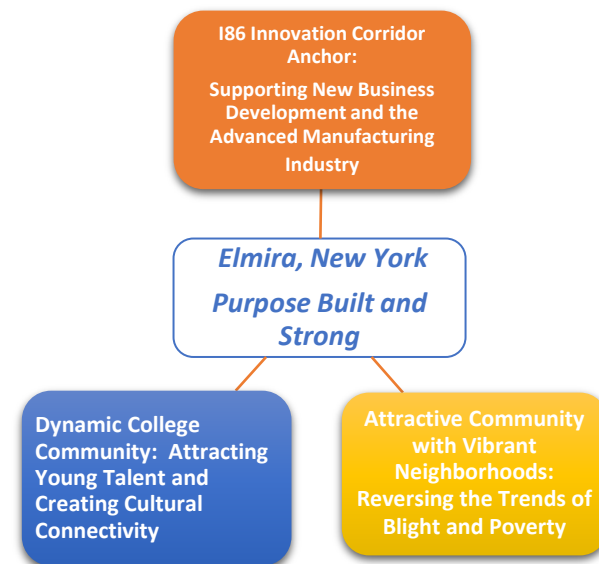 I86 Innovation Corridor
Anchor:
Supporting New Business
Development and the
Advanced Manufacturing
Industry
Elmira, New York
Purpose Built and
Strong
Dynamic College
Community: Attracting
Young Talent and
Creating Cultural
Connectivity
Attractive Community
with Vibrant
Neighborhoods:
Reversing the Trends of
Blight and Poverty